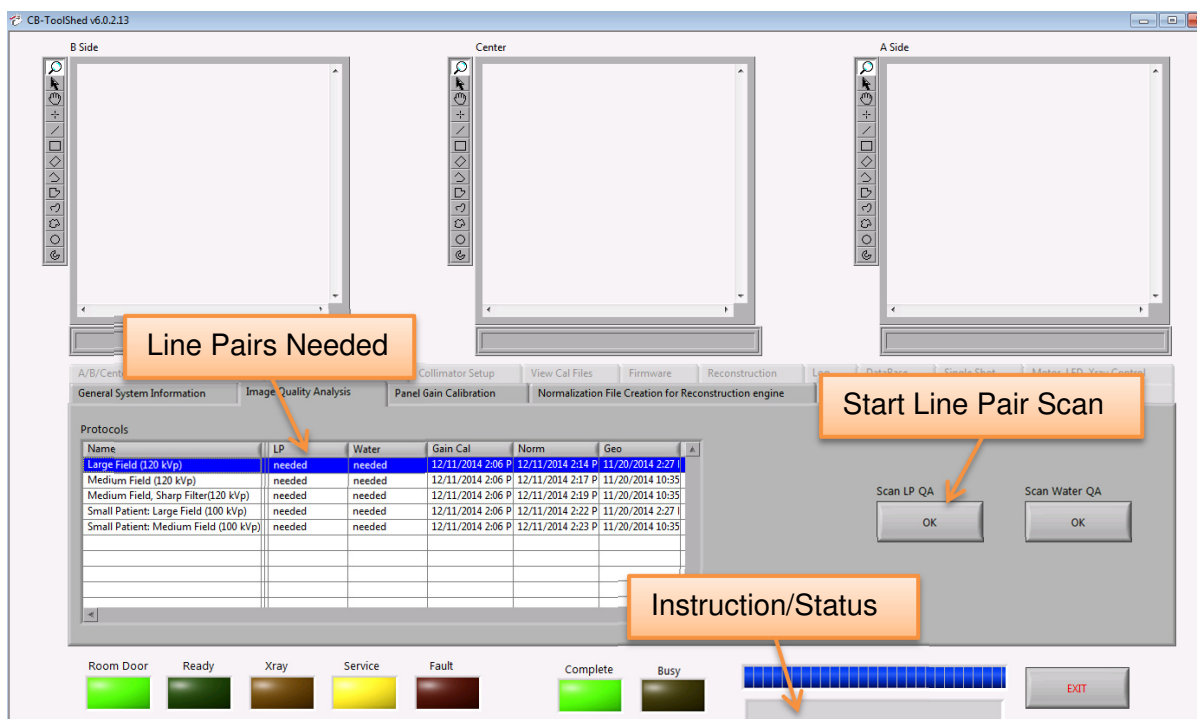 CB-ToolShed v6.0.2.13
B Side
Center
A Side
Line Pairs Needed
Start Line Pair Scan
Collimator Setup
View Cal Files
Firmware
Reconstruction
Single Shot
Motor, LED, Xray Control
General System Information
Image Quality Analysis
Panel Gain Calibration
Normalization File Creation for Reconstruction engine
Protocols
Name LP Water Gain Cal Norm Geo
Large Field (120 kVp) needed needed 12/11/2014 2:06 P 12/11/2014 2:14 P 11/20/2014 2:27
Medium Field (120 kVp) needed needed 12/11/2014 2:06 P 12/11/2014 2:17 P 11/20/2014 10:35
Medium Field, Sharp Filter(120 kVp) needed needed 12/11/2014 2:06 P 12/11/2014 2:19 P 11/20/2014 10:35
Small Patient: Large Field (100 kVp) needed needed 12/11/2014 2:06 P 12/11/2014 2:22 P 11/20/2014 2:27
Small Patient: Medium Field (100 kVp) needed needed 12/11/2014 2:06 P 12/11/2014 2:23 P 11/20/2014 10:35
Scan LP QA
OK
Scan Water QA
OK
Instruction/Status
Room Door
Ready
Xray
Service
Fault
Complete
Busy
EXIT